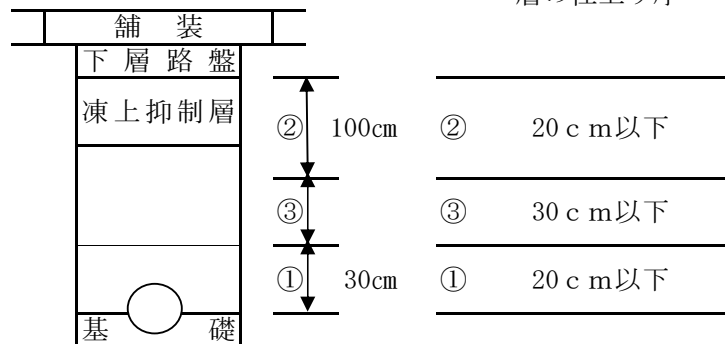 層の仕上り厚
舗装
下層路盤
凍上抑制層
② 100cm ② 20cm以下
③ ③ 30cm以下
① 30cm ① 20cm以下
基礎